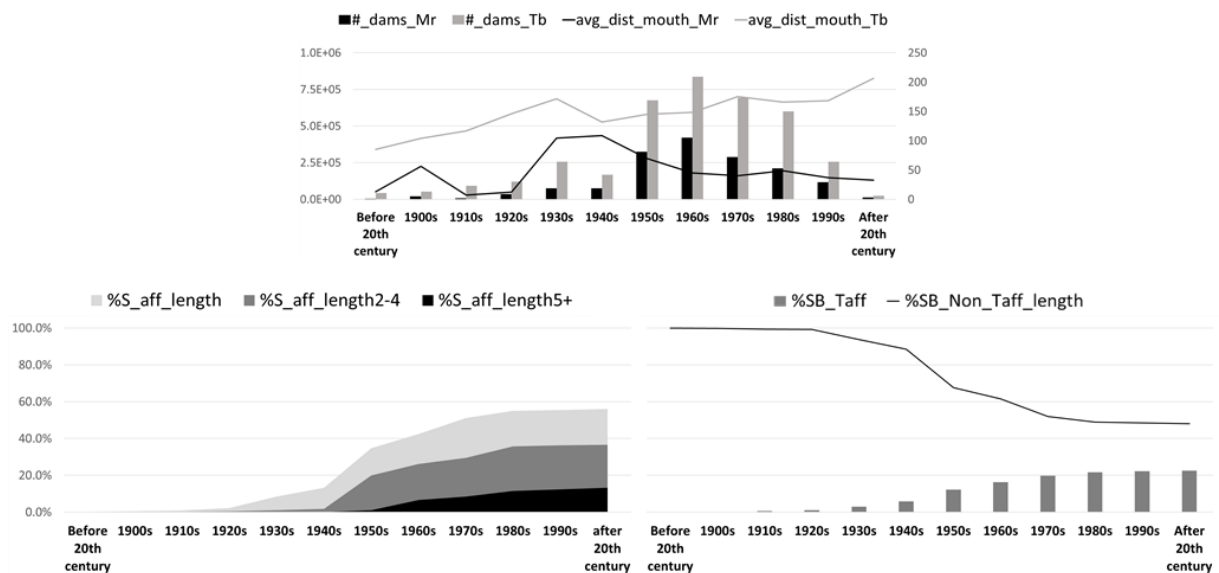 #_dams_Mr #_dams_Tb avg_dist_mouth_Mr avg_dist_mouth_Tb
1.0E+06 250
7.5E+05 200
150
5.0E+05
100
2.5E+05 50
0.0E+00 0
Before 1900s 1910s 1920s 1930s 1940s 1950s 1960s 1970s 1980s 1990s After
20th 20th
century century
%S_aff_length %S_aff_length2-4 %S_aff_length5+
100.0%
80.0%
60.0%
40.0%
20.0%
0.0%
Before 1900s 1910s 1920s 1930s 1940s 1950s 1960s 1970s 1980s 1990s after
20th 20th
century century
%SB_Taff %SB_Non_Taff_length
Before 1900s 1910s 1920s 1930s 1940s 1950s 1960s 1970s 1980s 1990s After
20th 20th
century century